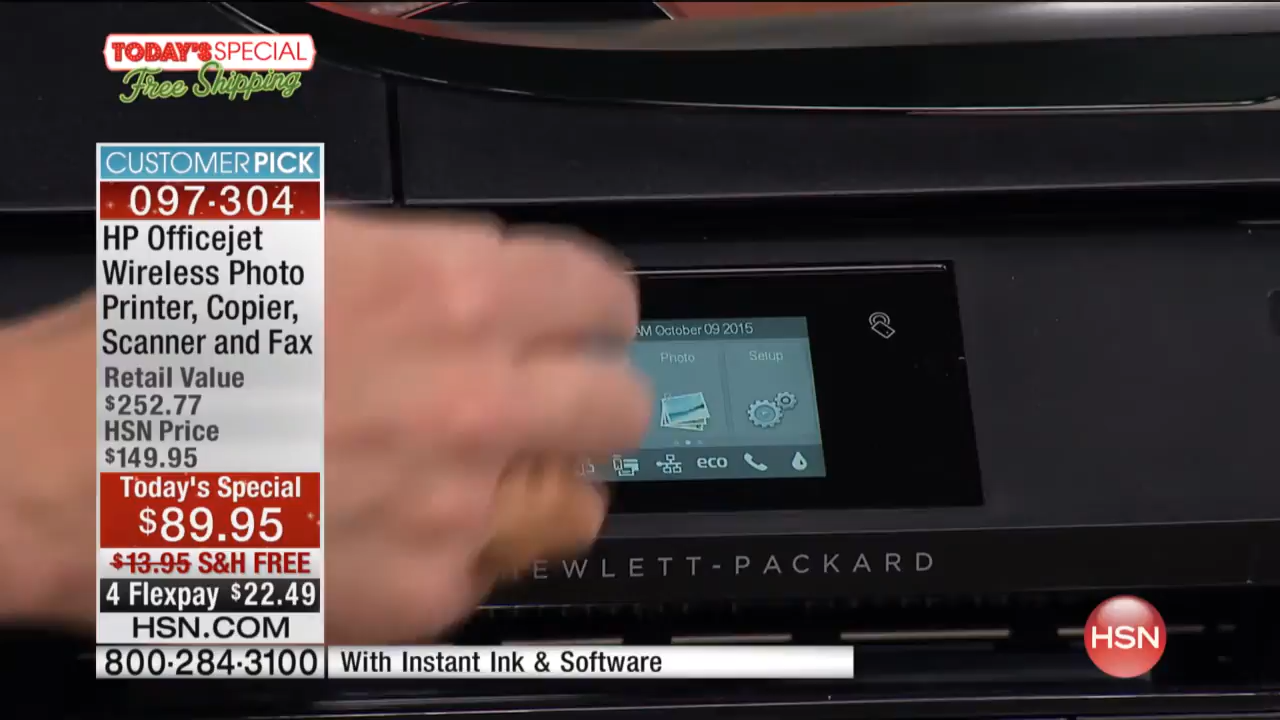 TODAY'S SPECIAL
Free Shipping
CUSTOMER PICK
097-304
HP Officejet
Wireless Photo
Printer, Copier,
Scanner and Fax
Retail Value
$252.77
HSN Price
$149.95
Today's Special
$89.95
$13.95 S&H FREE
4 Flexpay $22.49
HSN.COM
800-284-3100
With Instant Ink & Software
AM October 09 2015
Photo
Setup
eco
HEWLETT-PACKARD
HSN